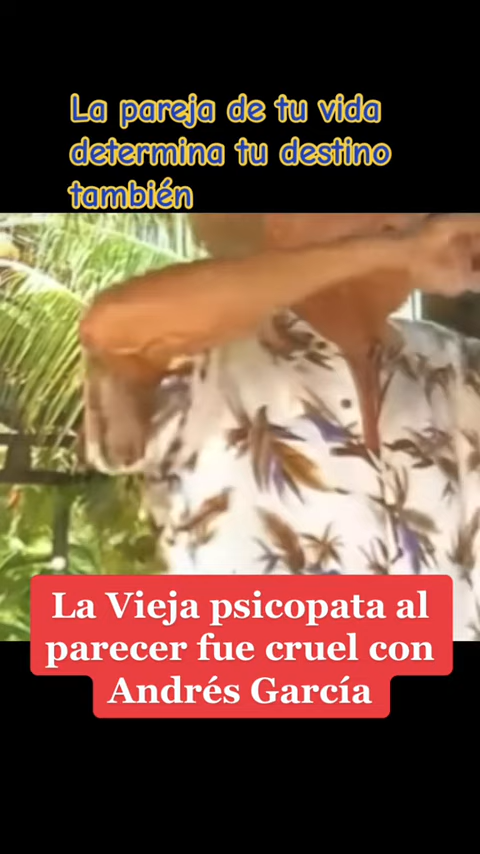 La pareja de tu vida
determina tu destino
también
La Vieja psicopata al
parecer fue cruel con
Andrés García